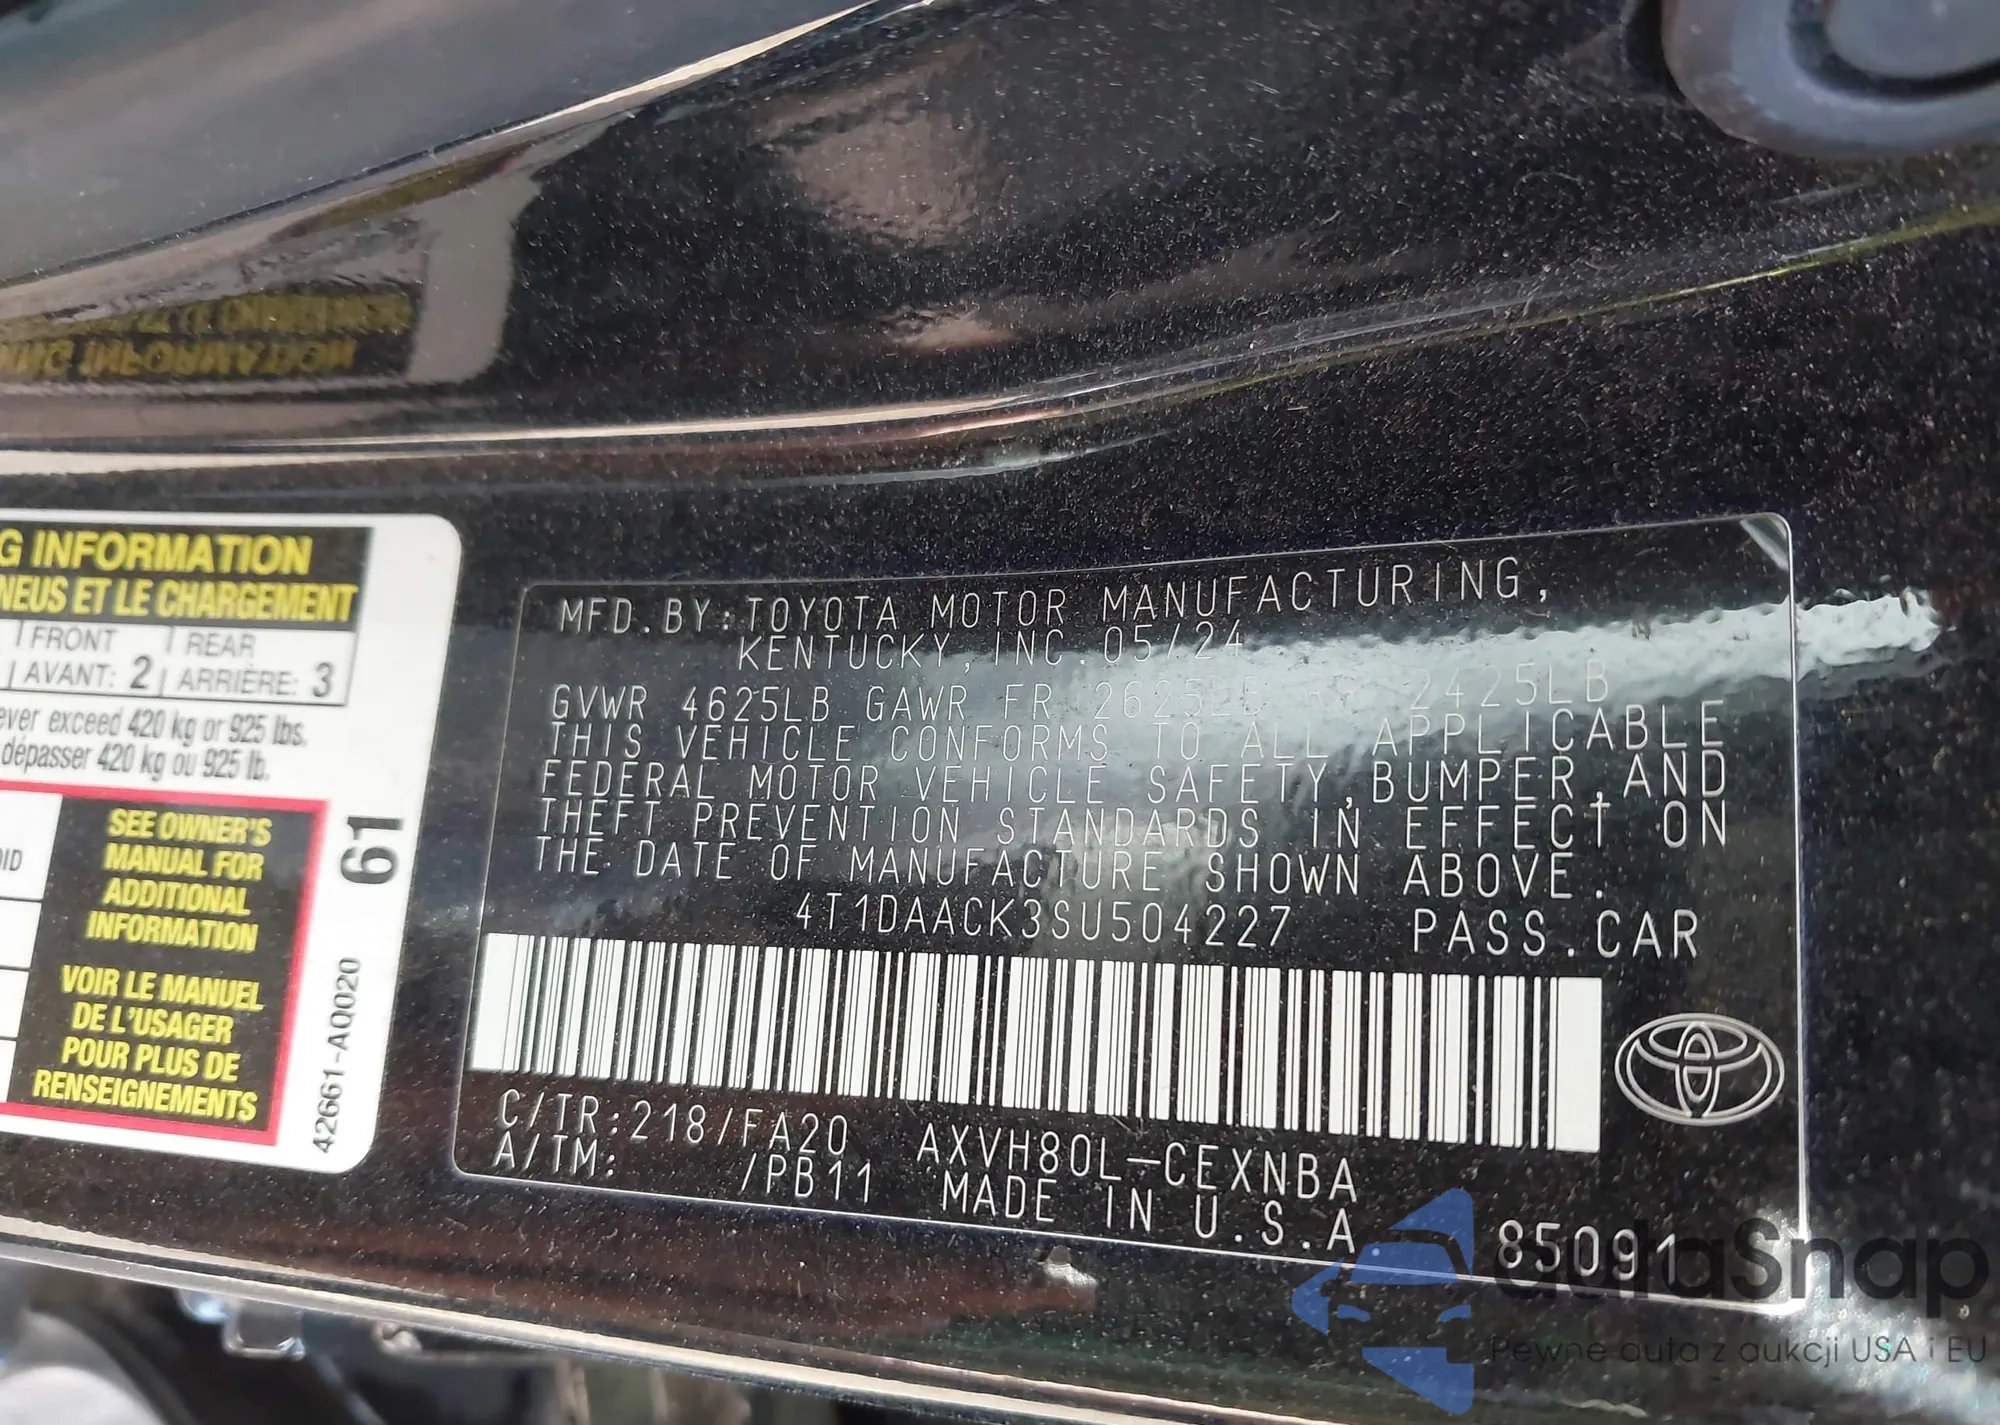 G INFORMATION
NEUS ET LE CHARGEMENT
FRONT REAR
AVANT: 2 ARRIÈRE: 3
ever exceed 420 kg or 925 lbs.
dépasser 420 kg ou 925 lb.
SEE OWNER'S
MANUAL FOR
ADDITIONAL
INFORMATION
VOIR LE MANUEL
DE L'USAGER
POUR PLUS DE
RENSEIGNEMENTS
61
42661-AQ020
MFD. BY: TOYOTA MOTOR MANUFACTURING,
KENTUCKY, INC. 05/24
GVWR 4625LB GAWR FR 2625LB 2425LB
THIS VEHICLE CONFORMS TO ALL APPLICABLE
FEDERAL MOTOR VEHICLE SAFETY, BUMPER, AND
THEFT PREVENTION STANDARDS IN EFFECT ON
THE DATE OF MANUFACTURE SHOWN ABOVE.
4T1DAACK3SU504227 PASS.CAR
C/TR: 218/FA20 AXVH80L-CEXNBA
A/TM: /PB11 MADE IN U.S.A.
85091
autaSnap
Pewne auta z aukcji USA i EU